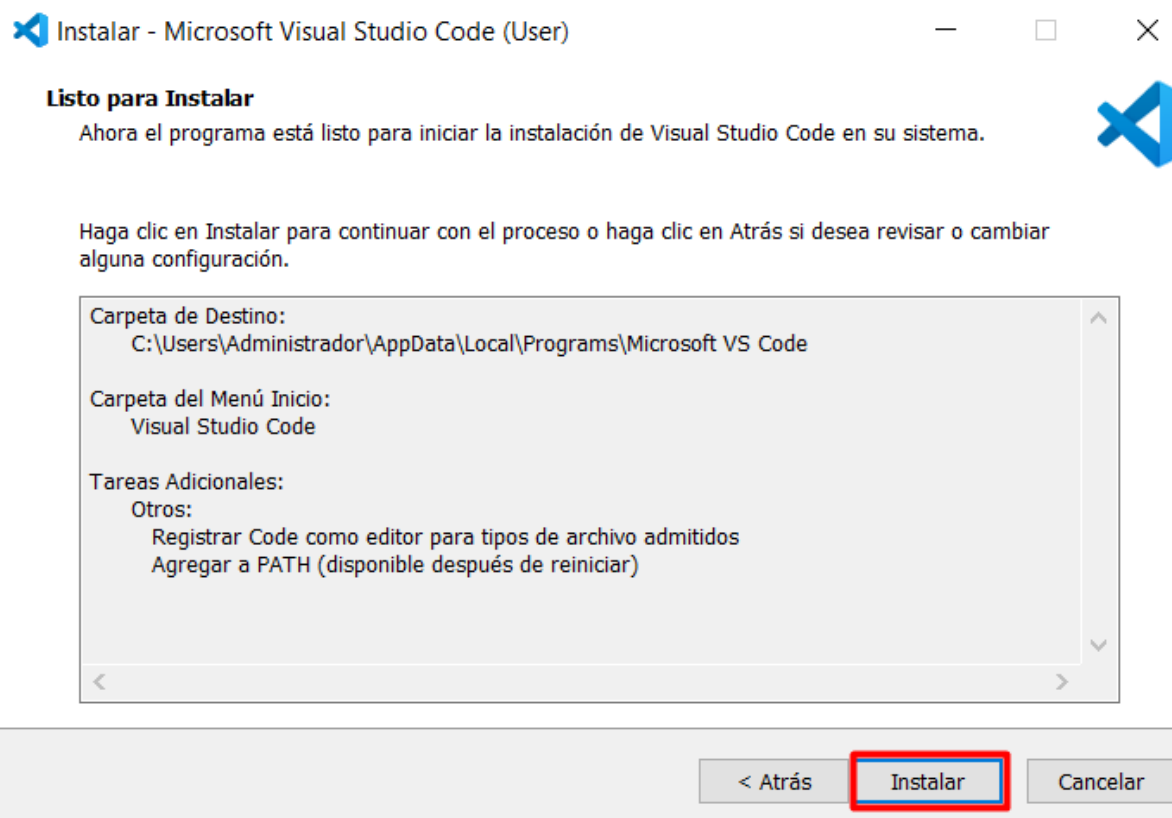 Instalar - Microsoft Visual Studio Code (User)
Listo para Instalar
Ahora el programa está listo para iniciar la instalación de Visual Studio Code en su sistema.
Haga clic en Instalar para continuar con el proceso o haga clic en Atrás si desea revisar o cambiar
alguna configuración.
Carpeta de Destino:
C:\Users\Administrador\AppData\Local\Programs\Microsoft VS Code
Carpeta del Menú Inicio:
Visual Studio Code
Tareas Adicionales:
Otros:
Registrar Code como editor para tipos de archivo admitidos
Agregar a PATH (disponible después de reiniciar)
< Atrás
Instalar
Cancelar